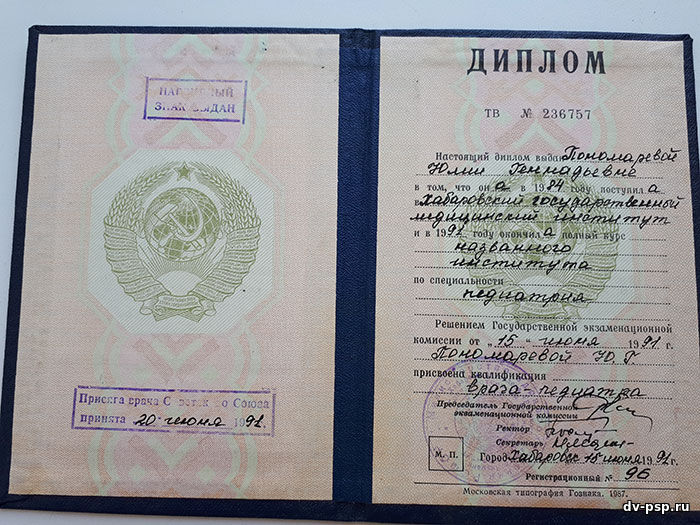 НАГРУДНЫЙ
ЗНАК ВЫДАН
Присяга врача Советского Союза
принята 20 июня 1991.
ДИПЛОМ
ТВ № 236757
Настоящий диплом выдан Пономаревой
Юлии Геннадьевне
в том, что она в 1984 году поступила
в Хабаровский государственный
медицинский институт
и в 1991 году окончила полный курс
названного
института
по специальности
педиатрия
Решением Государственной экзаменационной
комиссии от „15" июня 1991 г.
Пономаревой Ю.Г.
присвоена квалификация
врача-педиатра
Председатель Государственной
экзаменационной комиссии
Ректор
Секретарь
М. П.
Город Хабаровск 15 июня 1991 г.
Регистрационный № 96
Московская типография Гознака. 1987.
dv-psp.ru